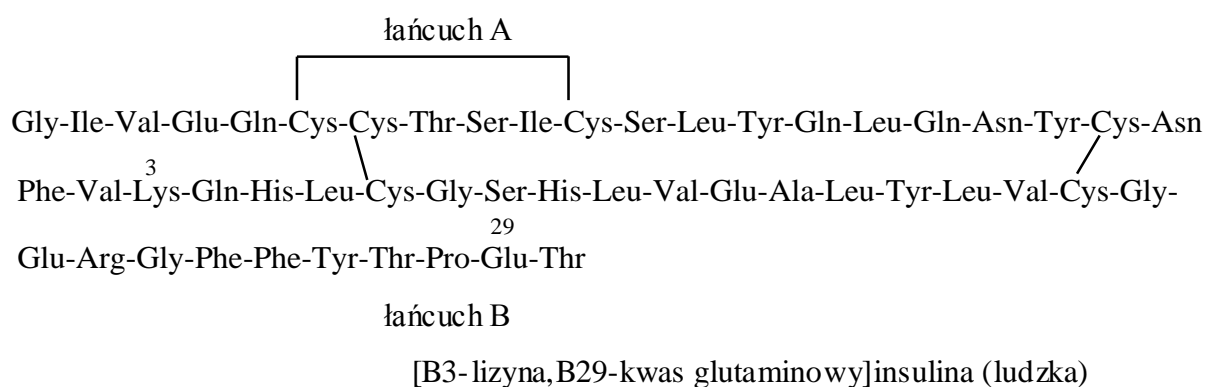 łańcuch A
Gly-Ile-Val-Glu-Gln-Cys-Cys-Thr-Ser-Ile-Cys-Ser-Leu-Tyr-Gln-Leu-Gln-Asn-Tyr-Cys-Asn
3
Phe-Val-Lys-Gln-His-Leu-Cys-Gly-Ser-His-Leu-Val-Glu-Ala-Leu-Tyr-Leu-Val-Cys-Gly-
29
Glu-Arg-Gly-Phe-Phe-Tyr-Thr-Pro-Glu-Thr
łańcuch B
[B3-lizyna,B29-kwas glutaminowy]insulina (ludzka)